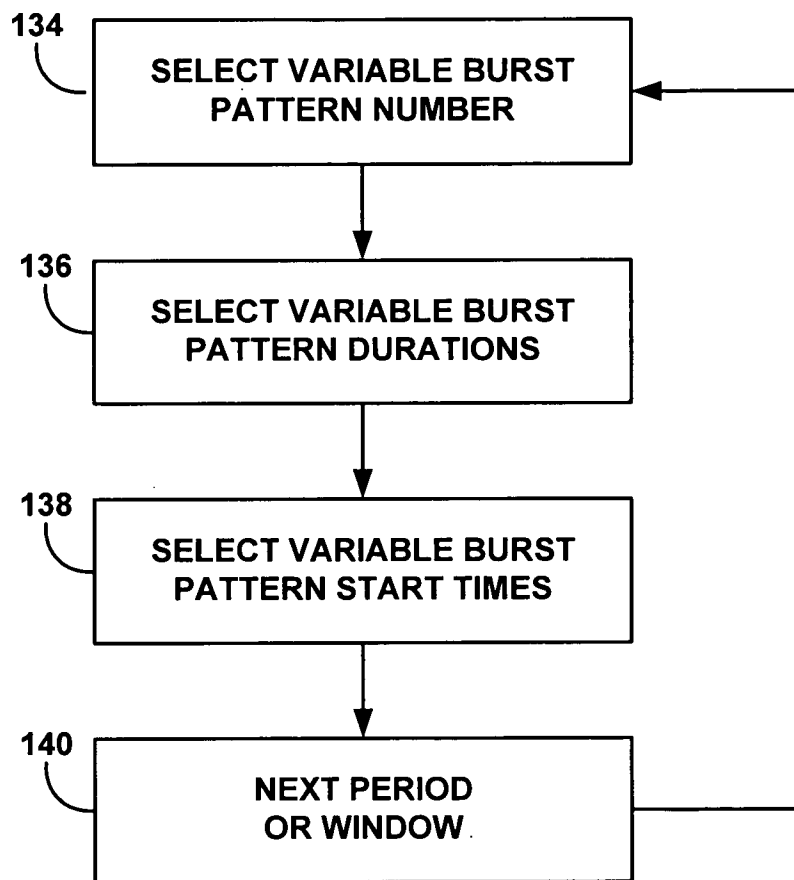 134
SELECT VARIABLE BURST
PATTERN NUMBER
136
SELECT VARIABLE BURST
PATTERN DURATIONS
138
SELECT VARIABLE BURST
PATTERN START TIMES
140
NEXT PERIOD
OR WINDOW